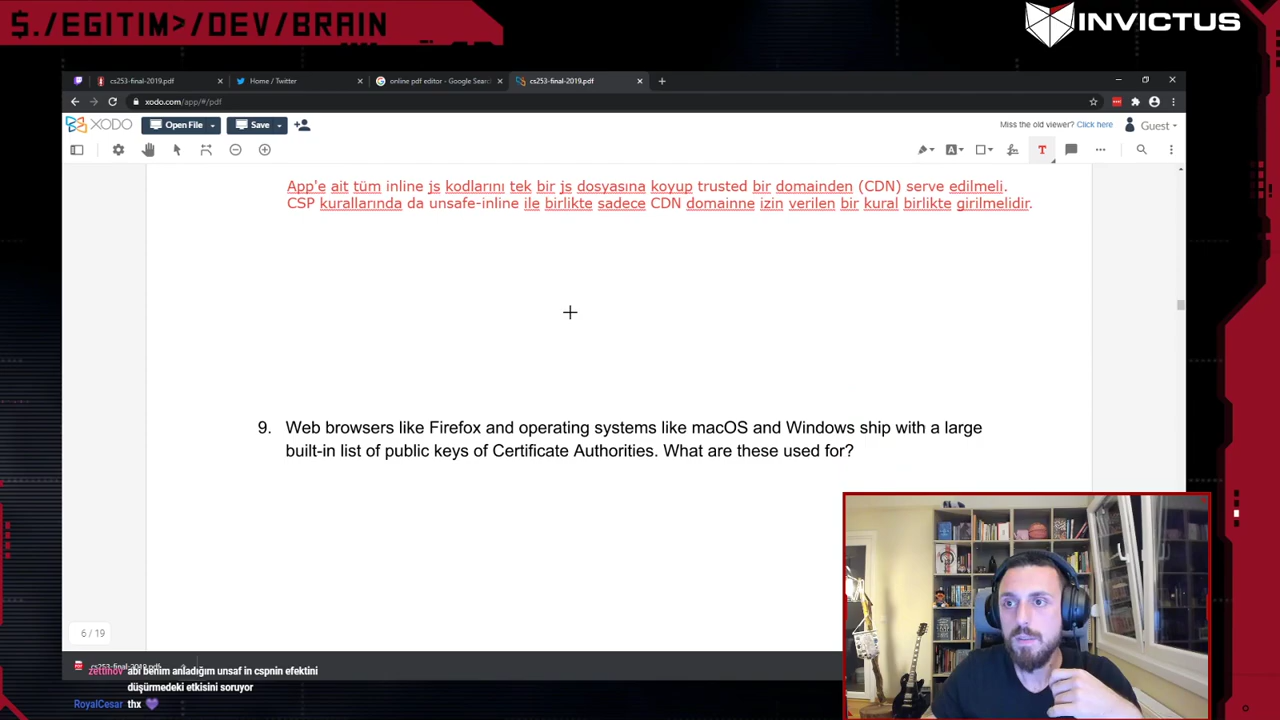 $./EGITIM>/DEV/BRAIN
INVICTUS
cs253-final-2019.pdf
Home / Twitter
online pdf editor - Google Searc
cs253-final-2019.pdf
xodo.com/app/#/pdf
XODO
Open File
Save
Miss the old viewer? Click here
Guest
App'e ait tüm inline js kodlarını tek bir js dosyasına koyup trusted bir domainden (CDN) serve edilmeli.
CSP kurallarında da unsafe-inline ile birlikte sadece CDN domainne izin verilen bir kural birlikte girilmelidir.
9. Web browsers like Firefox and operating systems like macOS and Windows ship with a large
built-in list of public keys of Certificate Authorities. What are these used for?
6 / 19
cs253-final-2019.pdf
abi benim anladığım unsaf in cspnin efektini
düşürmedeki etkisini soruyor
RoyalCesar thx